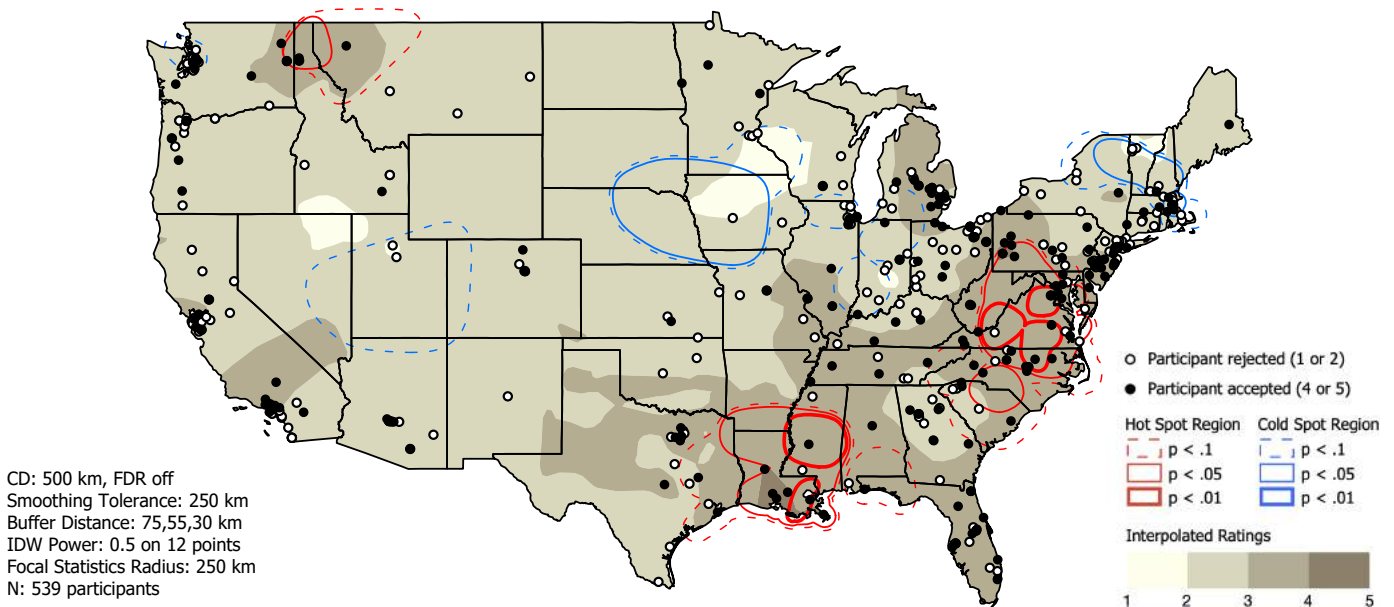 Participant rejected (1 or 2)
Participant accepted (4 or 5)
Hot Spot Region Cold Spot Region
p < .1 p < .1
p < .05 p < .05
p < .01 p < .01
Interpolated Ratings
1 2 3 4 5
CD: 500 km, FDR off
Smoothing Tolerance: 250 km
Buffer Distance: 75,55,30 km
IDW Power: 0.5 on 12 points
Focal Statistics Radius: 250 km
N: 539 participants